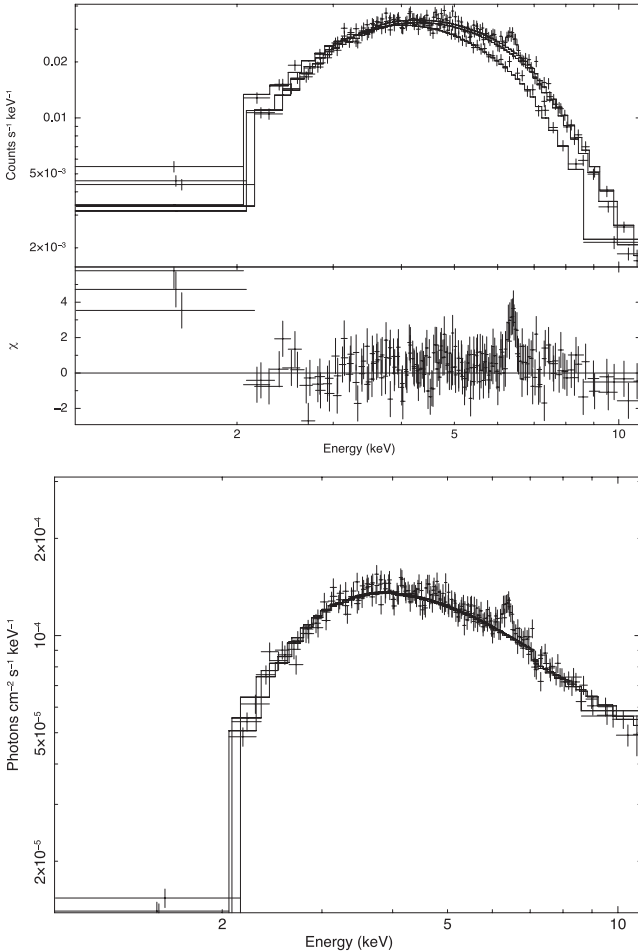 0.02
0.01
5×10⁻³
2×10⁻³
Counts s⁻¹ keV⁻¹
4
2
0
−2
χ
2 5 10
Energy (keV)
2×10⁻⁴
10⁻⁴
5×10⁻⁵
2×10⁻⁵
Photons cm⁻² s⁻¹ keV⁻¹
2 5 10
Energy (keV)